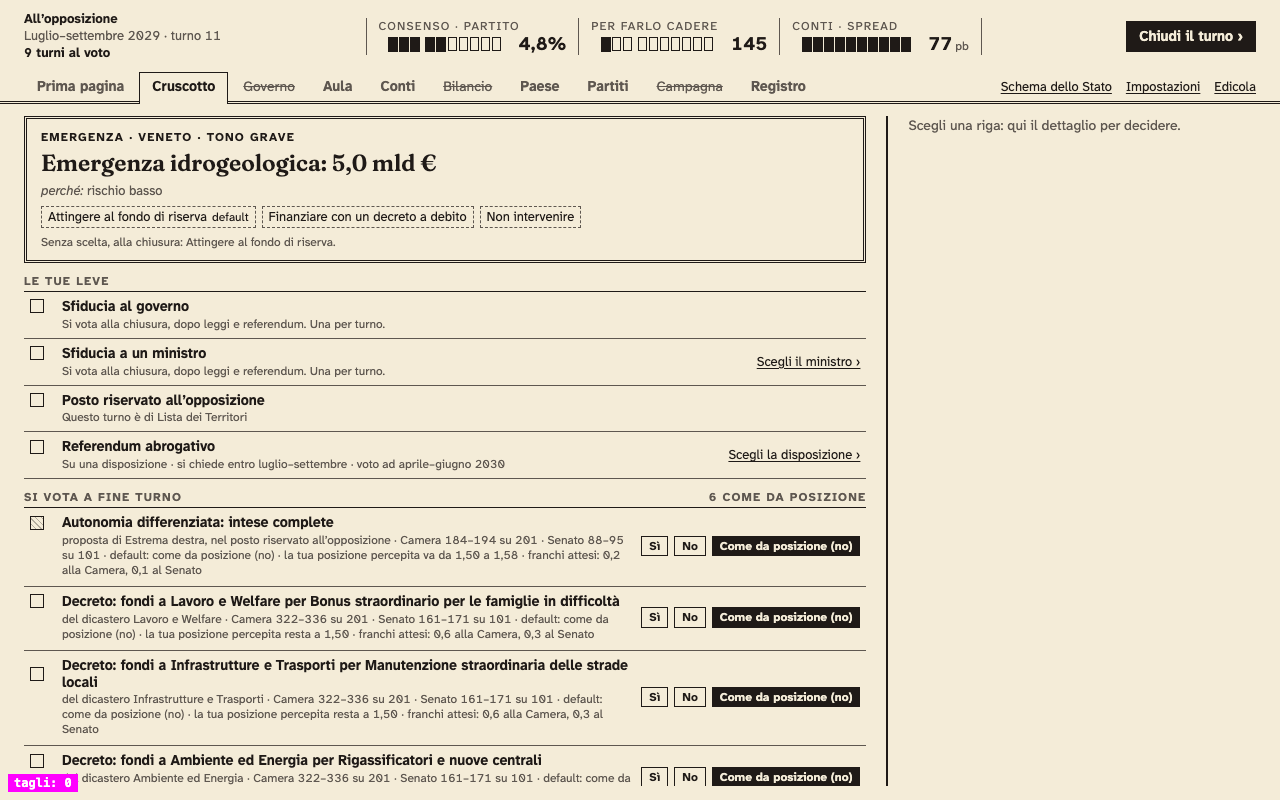 All'opposizione
Luglio–settembre 2029 · turno 11
9 turni al voto
CONSENSO · PARTITO
4,8%
PER FARLO CADERE
145
CONTI · SPREAD
77 pb
Chiudi il turno ›
Prima pagina
Cruscotto
Governo
Aula
Conti
Bilancio
Paese
Partiti
Campagna
Registro
Schema dello Stato
Impostazioni
Edicola
EMERGENZA · VENETO · TONO GRAVE
Emergenza idrogeologica: 5,0 mld €
perché: rischio basso
Attingere al fondo di riserva default
Finanziare con un decreto a debito
Non intervenire
Senza scelta, alla chiusura: Attingere al fondo di riserva.
Scegli una riga: qui il dettaglio per decidere.
LE TUE LEVE
Sfiducia al governo
Si vota alla chiusura, dopo leggi e referendum. Una per turno.
Sfiducia a un ministro
Si vota alla chiusura, dopo leggi e referendum. Una per turno.
Scegli il ministro ›
Posto riservato all'opposizione
Questo turno è di Lista dei Territori
Referendum abrogativo
Su una disposizione · si chiede entro luglio–settembre · voto ad aprile–giugno 2030
Scegli la disposizione ›
SI VOTA A FINE TURNO
6 COME DA POSIZIONE
Autonomia differenziata: intese complete
proposta di Estrema destra, nel posto riservato all'opposizione · Camera 184–194 su 201 · Senato 88–95
su 101 · default: come da posizione (no) · la tua posizione percepita va da 1,50 a 1,58 · franchi attesi: 0,2
alla Camera, 0,1 al Senato
Sì
No
Come da posizione (no)
Decreto: fondi a Lavoro e Welfare per Bonus straordinario per le famiglie in difficoltà
del dicastero Lavoro e Welfare · Camera 322–336 su 201 · Senato 161–171 su 101 · default: come da
posizione (no) · la tua posizione percepita resta a 1,50 · franchi attesi: 0,6 alla Camera, 0,3 al Senato
Sì
No
Come da posizione (no)
Decreto: fondi a Infrastrutture e Trasporti per Manutenzione straordinaria delle strade
locali
del dicastero Infrastrutture e Trasporti · Camera 322–336 su 201 · Senato 161–171 su 101 · default:
come da posizione (no) · la tua posizione percepita resta a 1,50 · franchi attesi: 0,6 alla Camera, 0,3 al
Senato
Sì
No
Come da posizione (no)
Decreto: fondi a Ambiente ed Energia per Rigassificatori e nuove centrali
dicastero Ambiente ed Energia · Camera 322–336 su 201 · Senato 161–171 su 101 · default: come da
Sì
No
Come da posizione (no)
tagli: 0